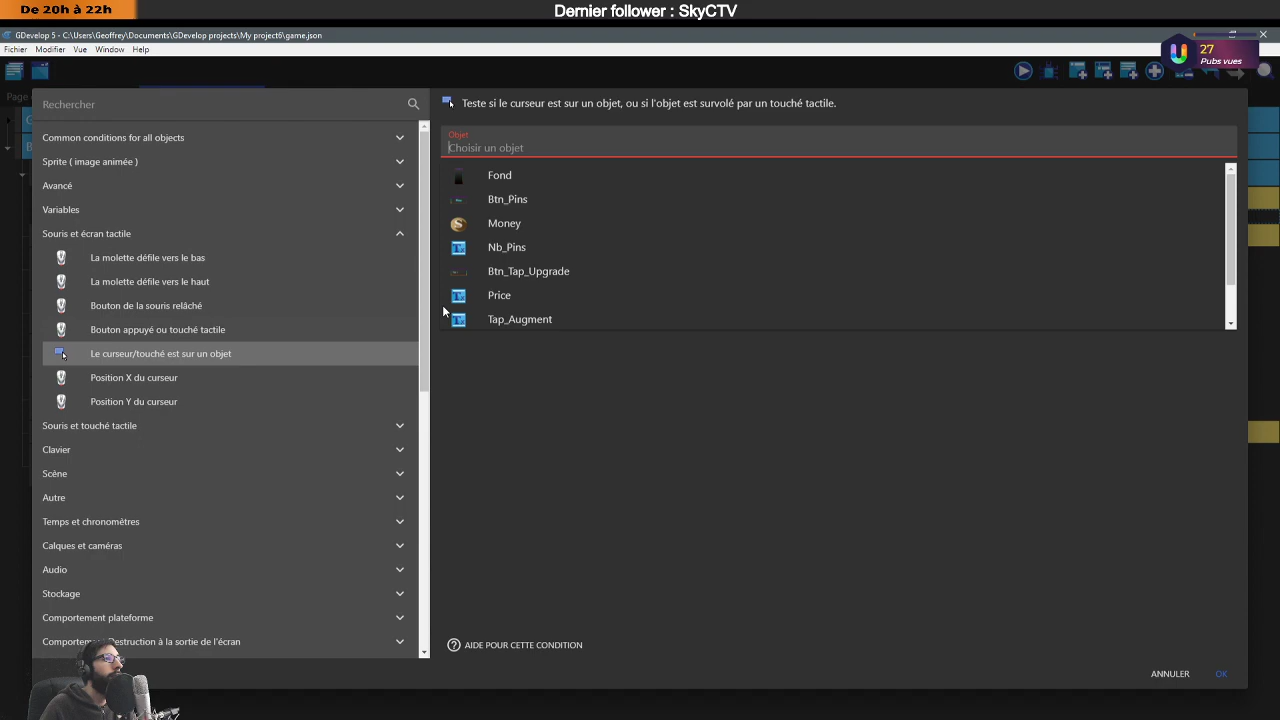 De 20h à 22h
Dernier follower : SkyCTV
GDevelop 5 - C:\Users\Geoffrey\Documents\GDevelop projects\My project6\game.json
Fichier Modifier Vue Window Help
27
Pubs vues
Rechercher
Common conditions for all objects
Sprite ( image animée )
Avancé
Variables
Souris et écran tactile
La molette défile vers le bas
La molette défile vers le haut
Bouton de la souris relâché
Bouton appuyé ou touché tactile
Le curseur/touché est sur un objet
Position X du curseur
Position Y du curseur
Souris et touché tactile
Clavier
Scène
Autre
Temps et chronomètres
Calques et caméras
Audio
Stockage
Comportement plateforme
Teste si le curseur est sur un objet, ou si l'objet est survolé par un touché tactile.
Objet
Choisir un objet
Fond
Btn_Pins
Money
Nb_Pins
Btn_Tap_Upgrade
Price
Tap_Augment
AIDE POUR CETTE CONDITION
ANNULER OK